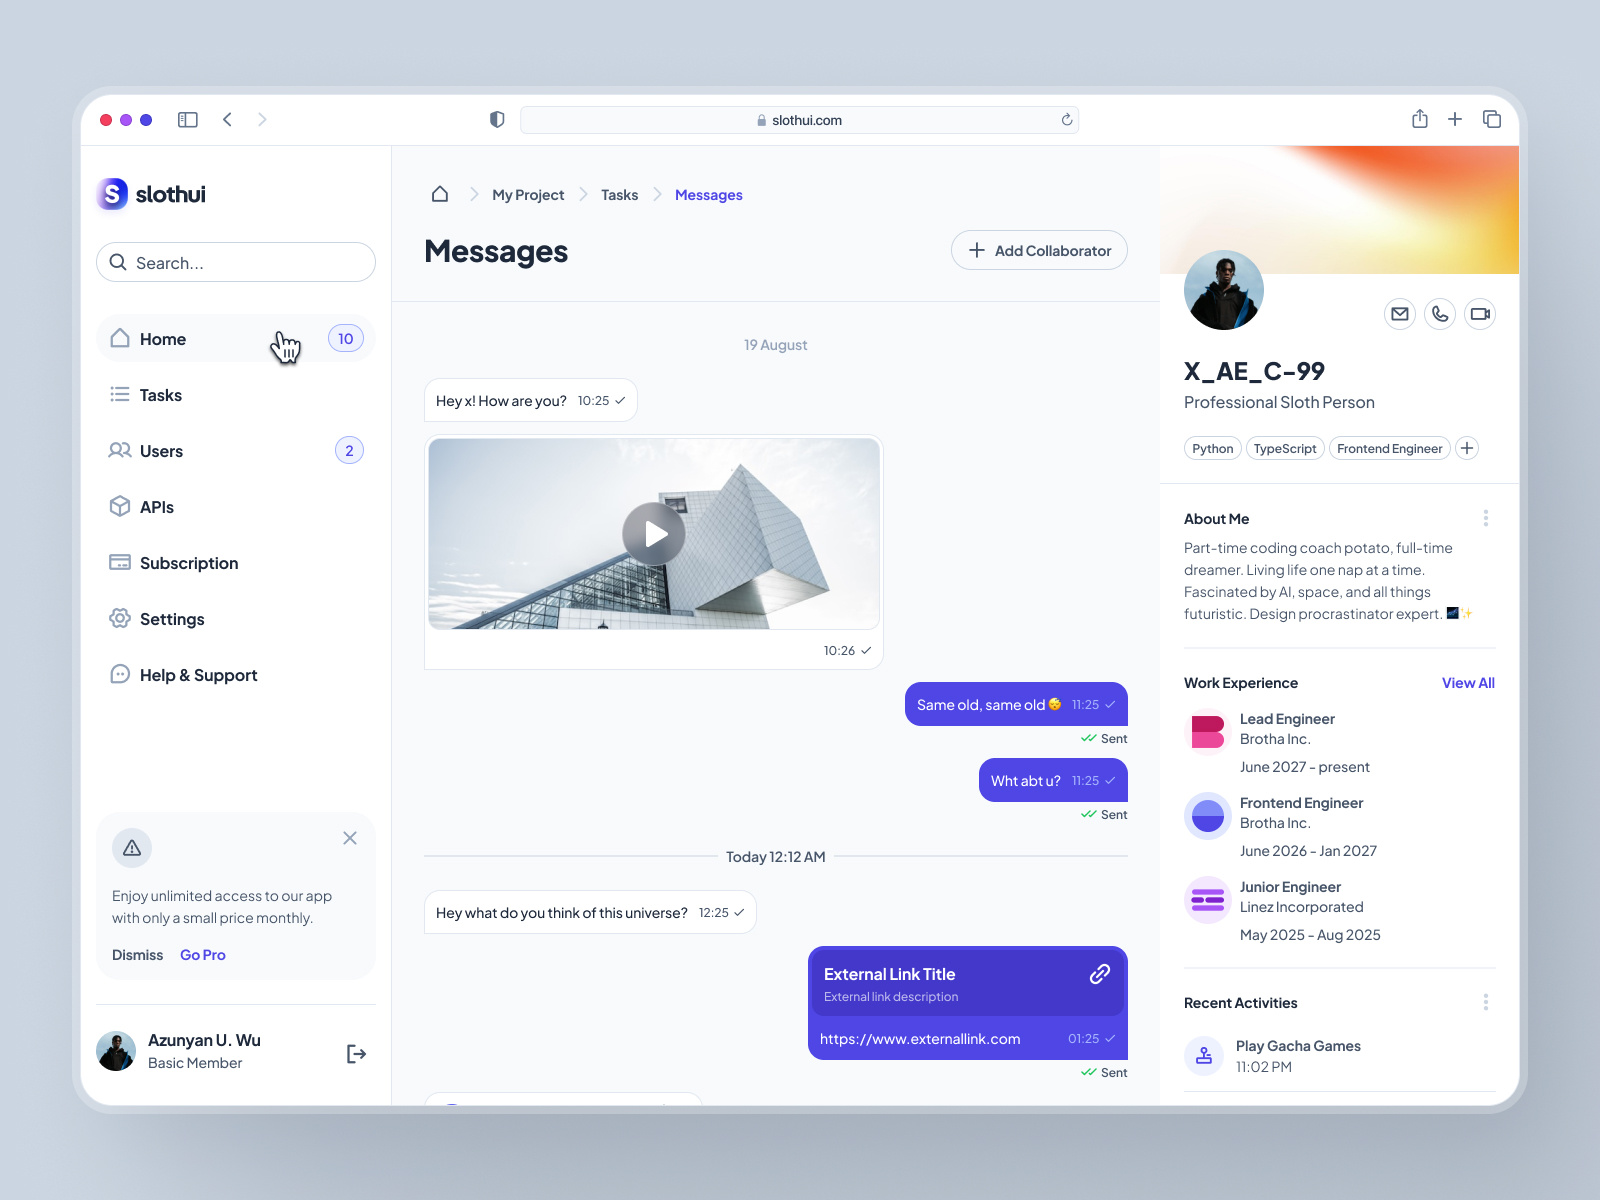 slothui.com
S slothui
Search...
Home 10
Tasks
Users 2
APIs
Subscription
Settings
Help & Support
Enjoy unlimited access to our app
with only a small price monthly.
Dismiss Go Pro
Azunyan U. Wu
Basic Member
My Project Tasks Messages
Messages
Add Collaborator
19 August
Hey x! How are you? 10:25
10:26
Same old, same old 😴 11:25
Sent
Wht abt u? 11:25
Sent
Today 12:12 AM
Hey what do you think of this universe? 12:25
External Link Title
External link description
https://www.externallink.com 01:25
Sent
X_AE_C-99
Professional Sloth Person
Python TypeScript Frontend Engineer
About Me
Part-time coding coach potato, full-time
dreamer. Living life one nap at a time.
Fascinated by AI, space, and all things
futuristic. Design procrastinator expert. 🌌✨
Work Experience View All
Lead Engineer
Brotha Inc.
June 2027 - present
Frontend Engineer
Brotha Inc.
June 2026 - Jan 2027
Junior Engineer
Linez Incorporated
May 2025 - Aug 2025
Recent Activities
Play Gacha Games
11:02 PM